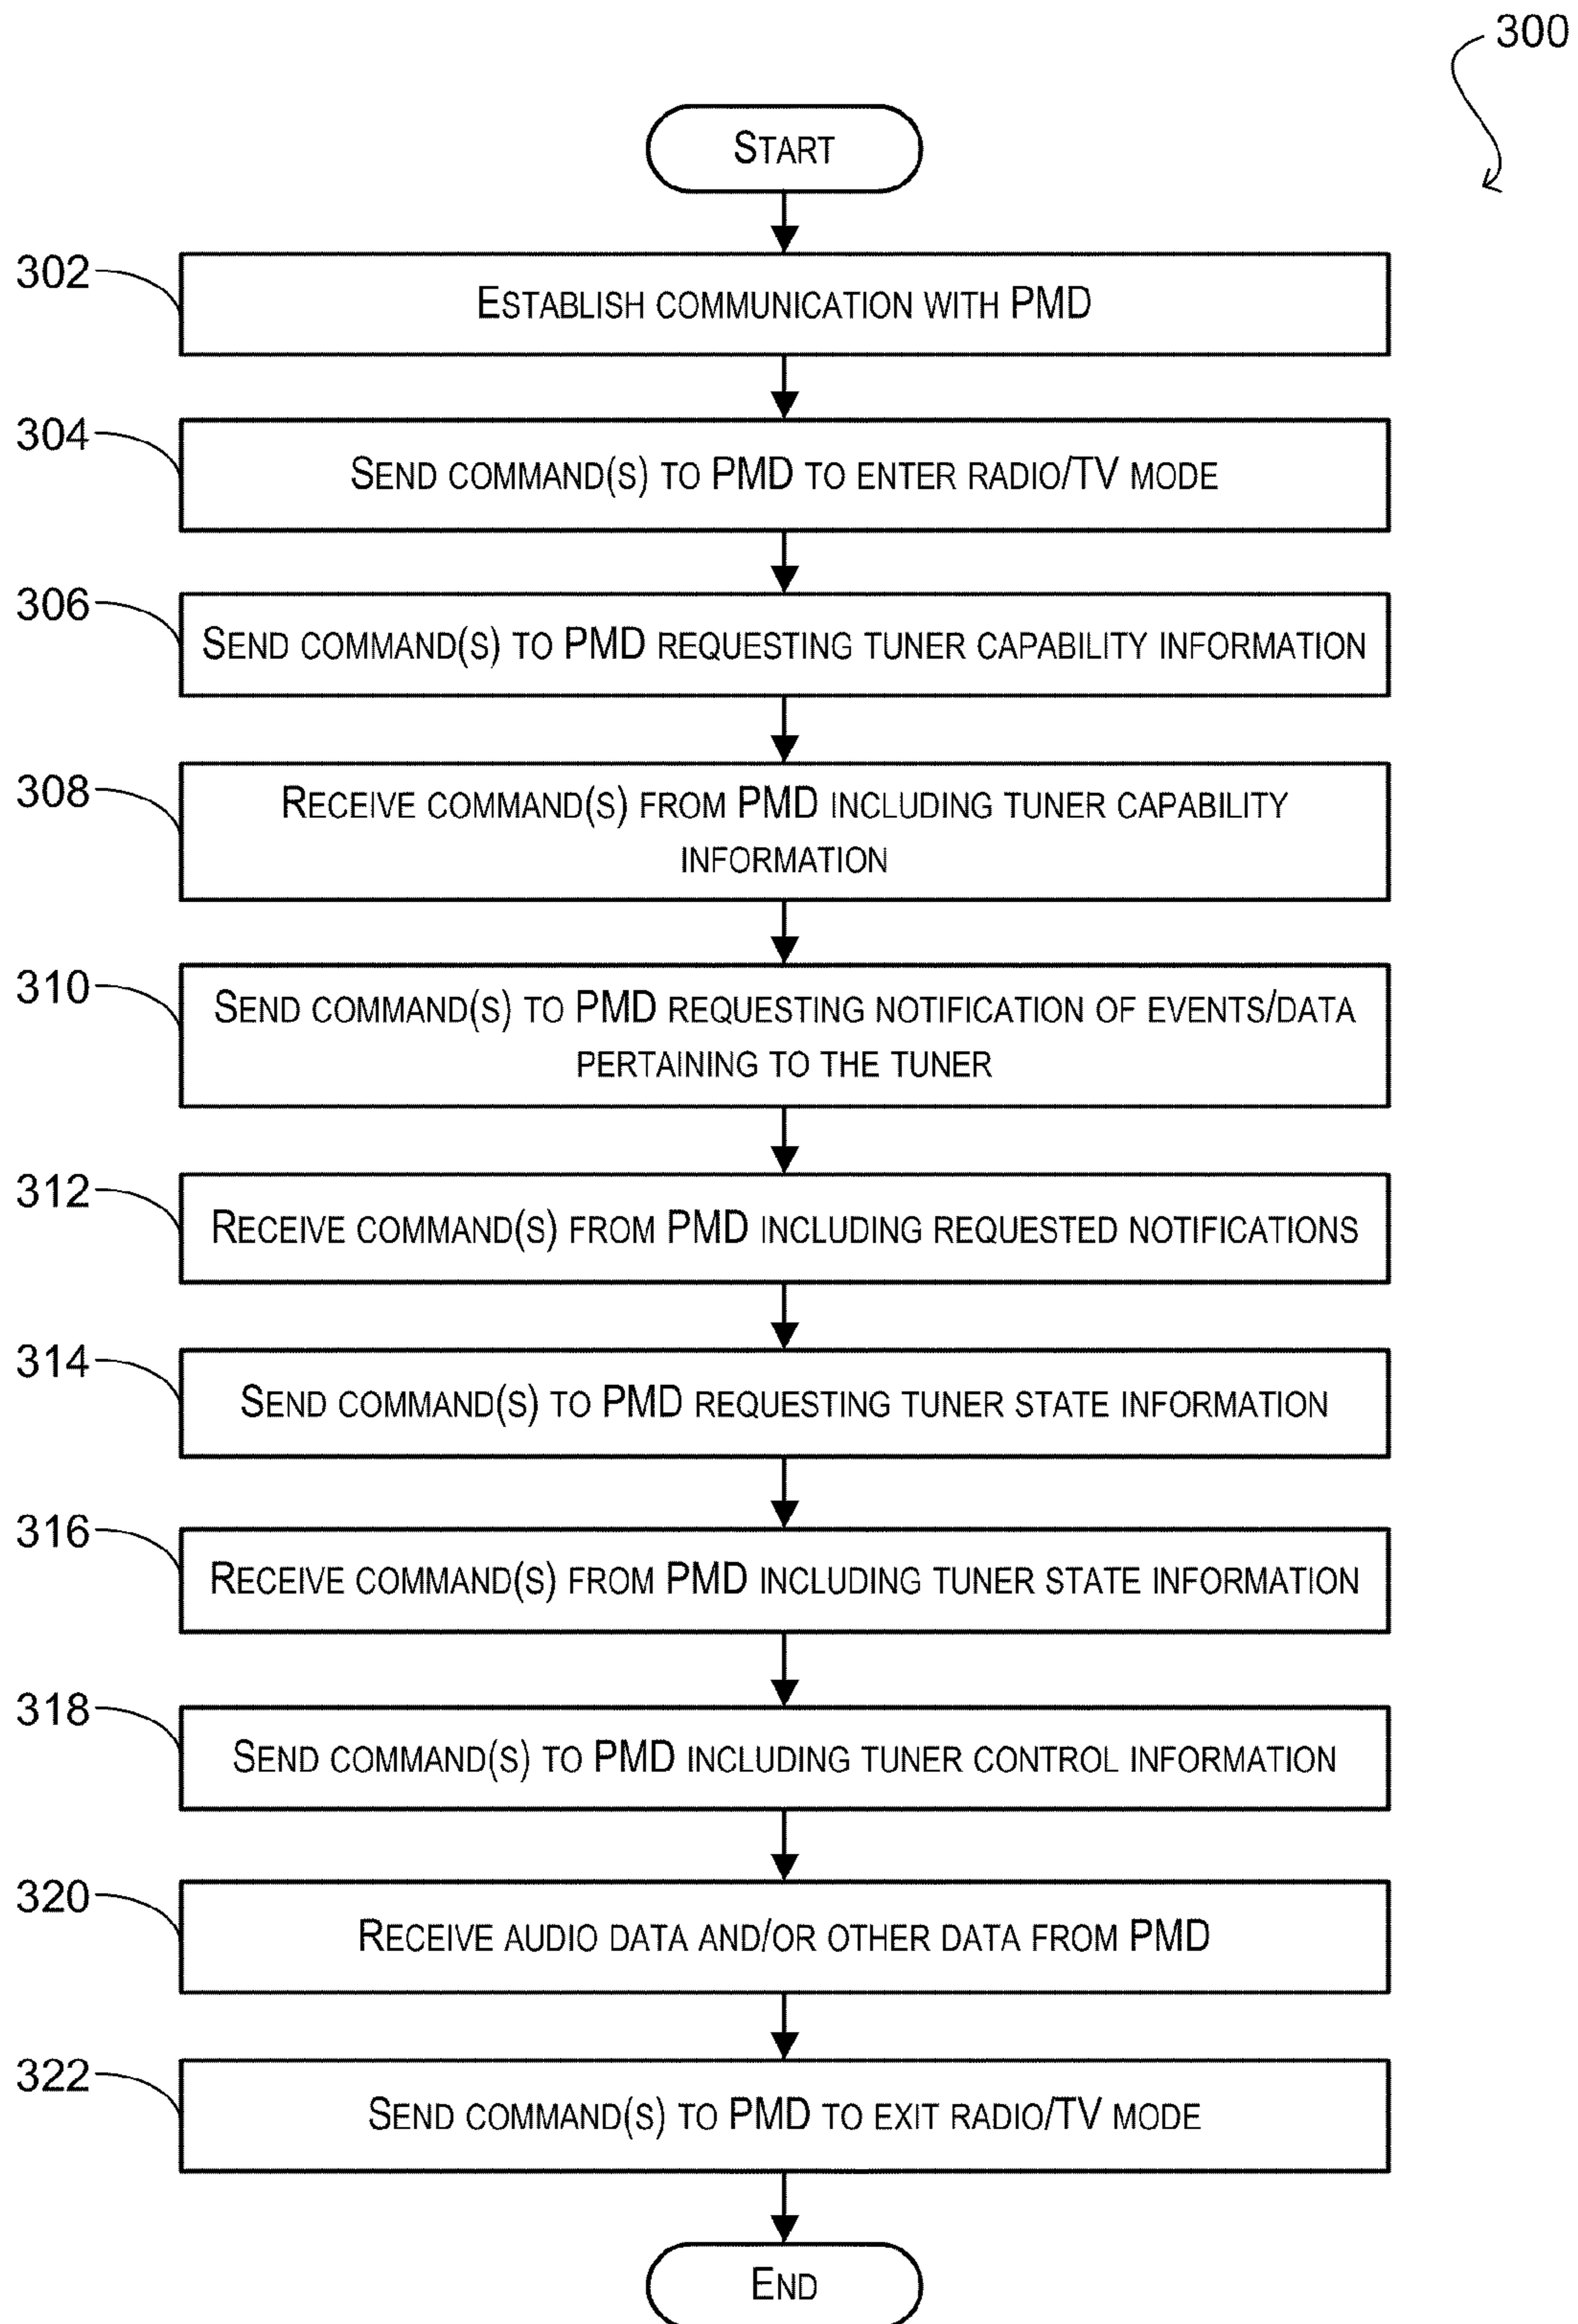 300
START
302
ESTABLISH COMMUNICATION WITH PMD
304
SEND COMMAND(S) TO PMD TO ENTER RADIO/TV MODE
306
SEND COMMAND(S) TO PMD REQUESTING TUNER CAPABILITY INFORMATION
308
RECEIVE COMMAND(S) FROM PMD INCLUDING TUNER CAPABILITY
INFORMATION
310
SEND COMMAND(S) TO PMD REQUESTING NOTIFICATION OF EVENTS/DATA
PERTAINING TO THE TUNER
312
RECEIVE COMMAND(S) FROM PMD INCLUDING REQUESTED NOTIFICATIONS
314
SEND COMMAND(S) TO PMD REQUESTING TUNER STATE INFORMATION
316
RECEIVE COMMAND(S) FROM PMD INCLUDING TUNER STATE INFORMATION
318
SEND COMMAND(S) TO PMD INCLUDING TUNER CONTROL INFORMATION
320
RECEIVE AUDIO DATA AND/OR OTHER DATA FROM PMD
322
SEND COMMAND(S) TO PMD TO EXIT RADIO/TV MODE
END